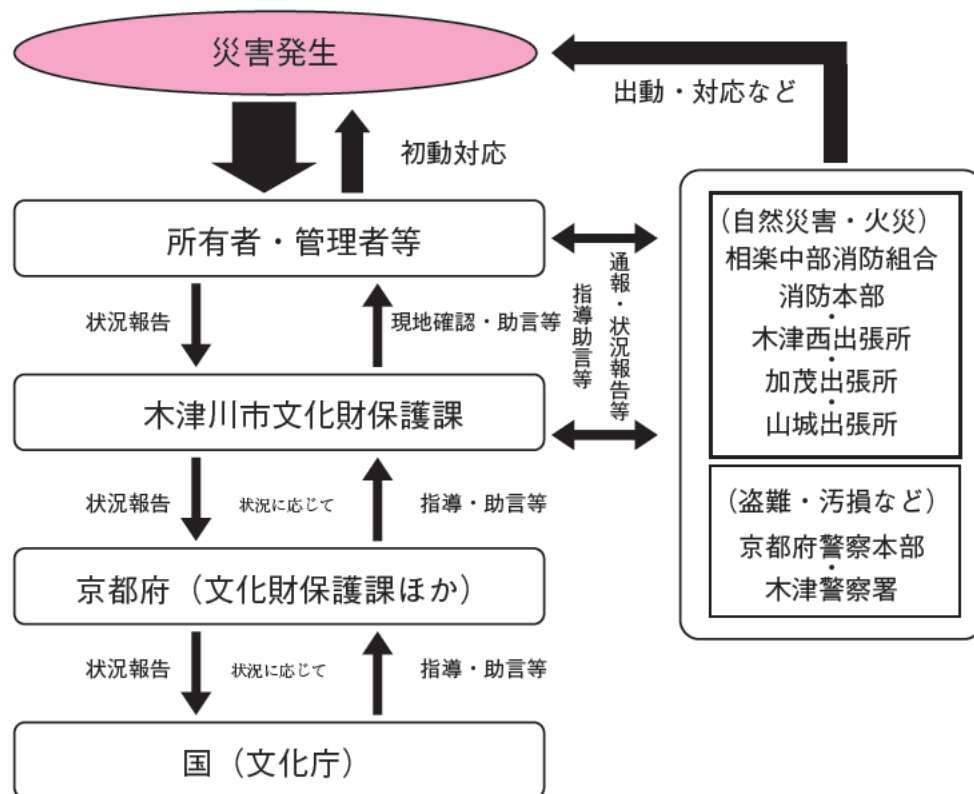 災害発生
出動・対応など
初動対応
所有者・管理者等
状況報告
現地確認・助言等
通報・状況報告等
指導助言等
木津川市文化財保護課
状況報告
状況に応じて
指導・助言等
京都府（文化財保護課ほか）
状況報告
状況に応じて
指導・助言等
国（文化庁）
（自然災害・火災）
相楽中部消防組合
消防本部
・
木津西出張所
・
加茂出張所
・
山城出張所
（盗難・汚損など）
京都府警察本部
・
木津警察署